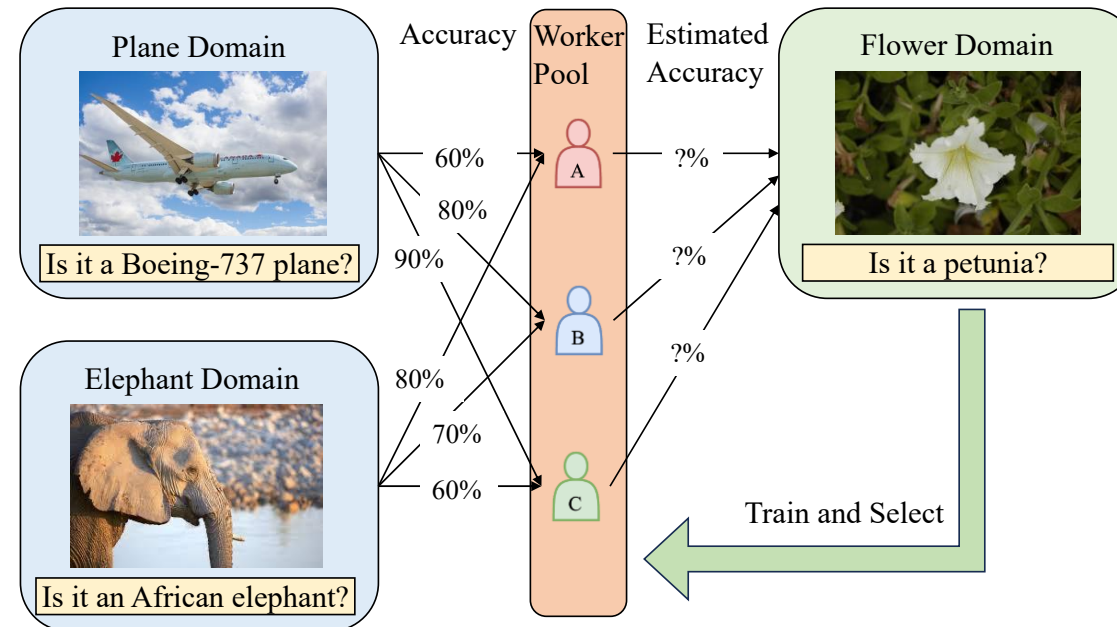 Plane Domain
Is it a Boeing-737 plane?
Elephant Domain
Is it an African elephant?
Accuracy
60%
80%
90%
80%
70%
60%
Worker
Pool
A
B
C
Estimated
Accuracy
?%
?%
?%
Flower Domain
Is it a petunia?
Train and Select